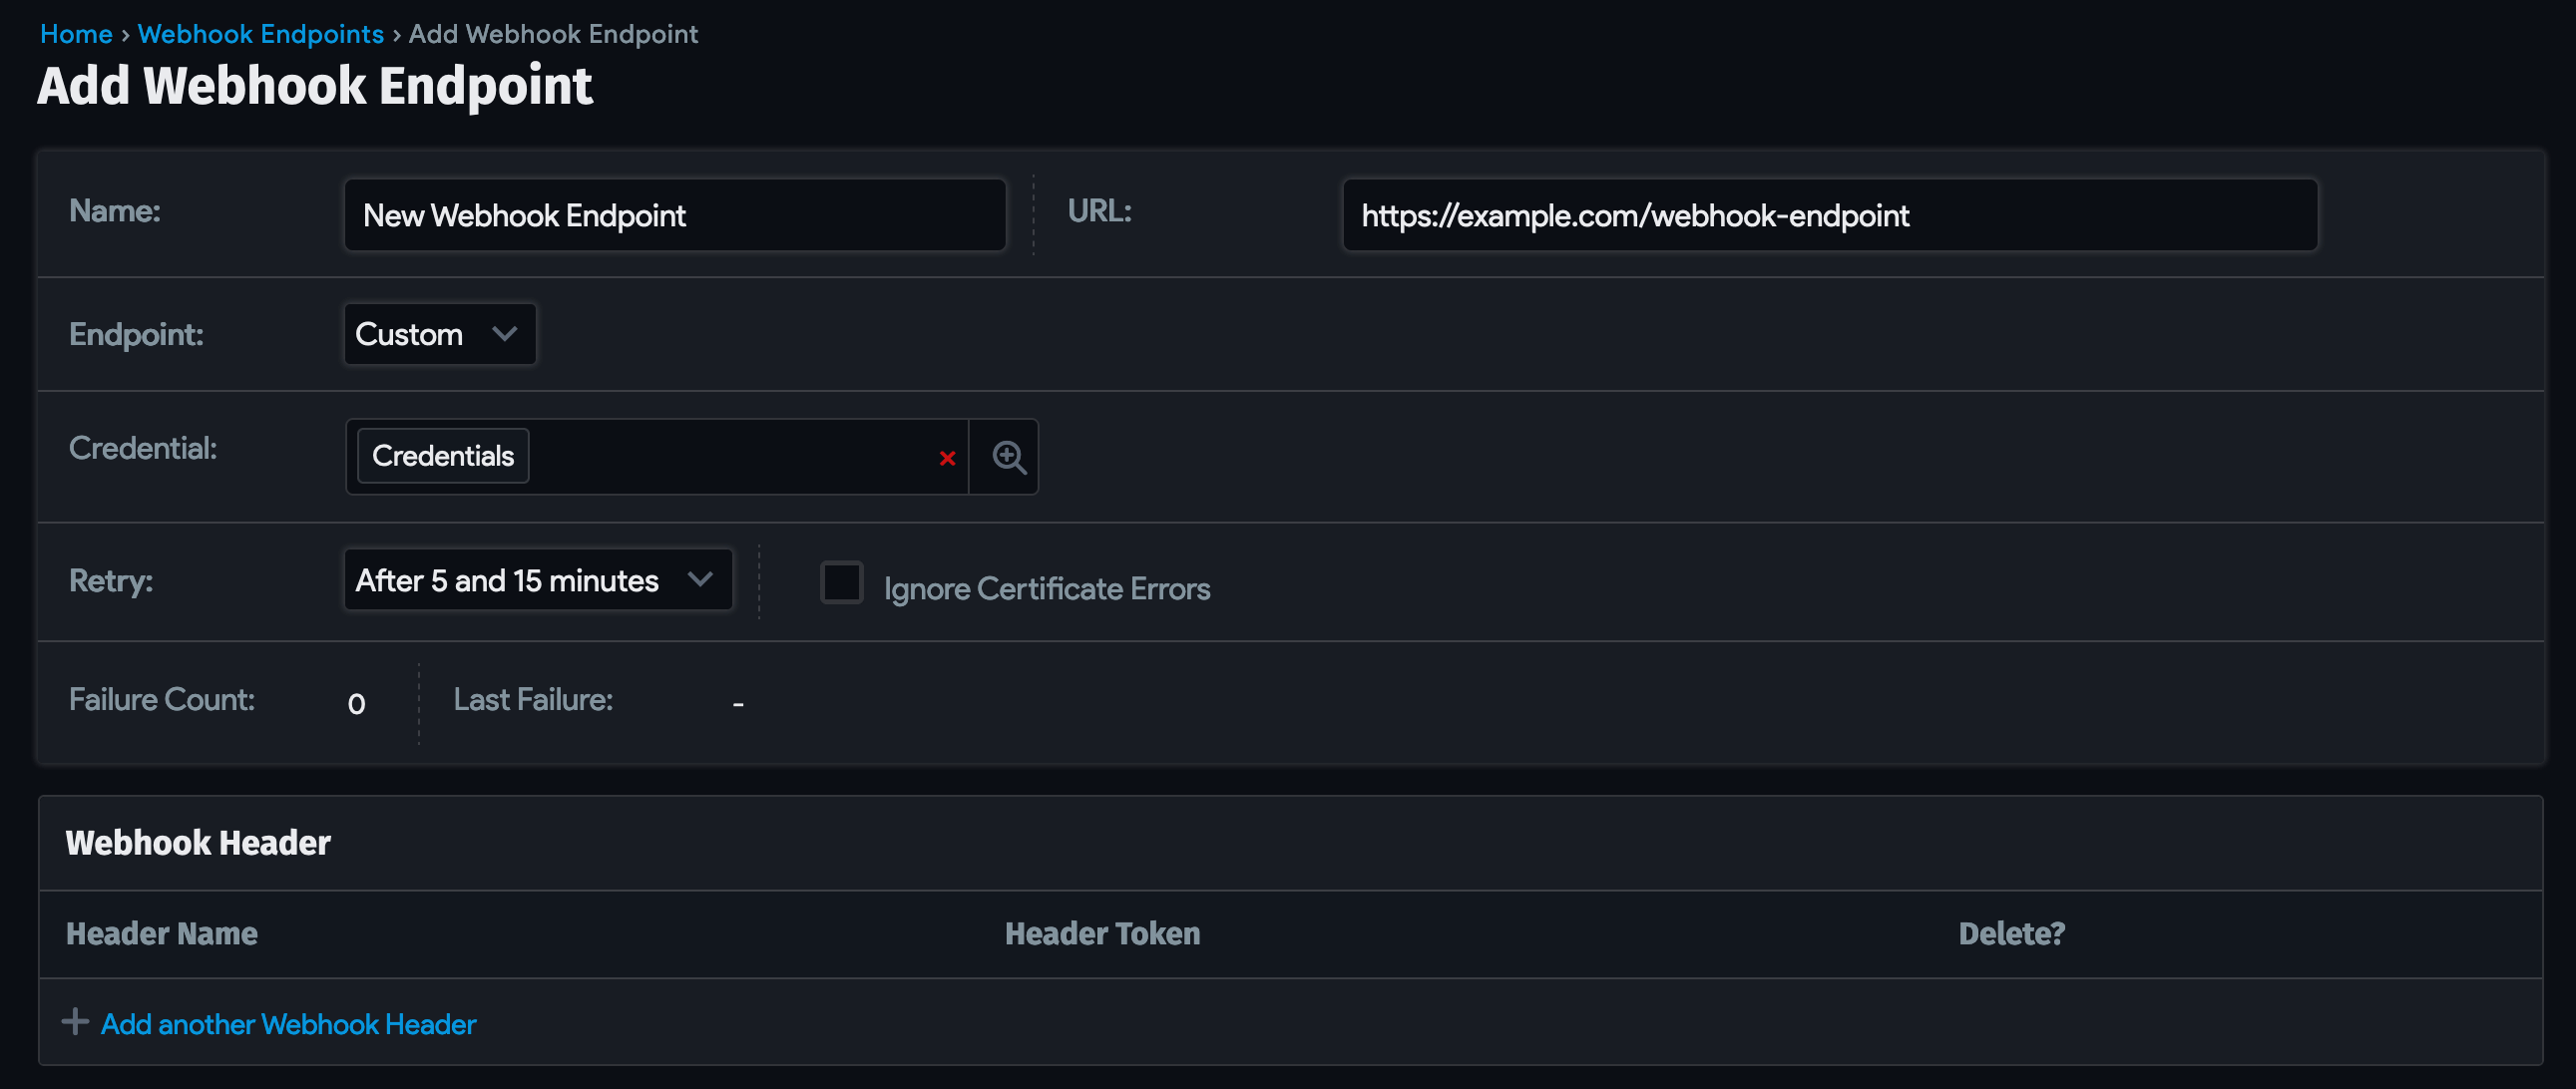 Home › Webhook Endpoints › Add Webhook Endpoint
Add Webhook Endpoint
Name: New Webhook Endpoint URL: https://example.com/webhook-endpoint
Endpoint: Custom
Credential: Credentials
Retry: After 5 and 15 minutes Ignore Certificate Errors
Failure Count: 0 Last Failure: -
Webhook Header
Header Name Header Token Delete?
Add another Webhook Header